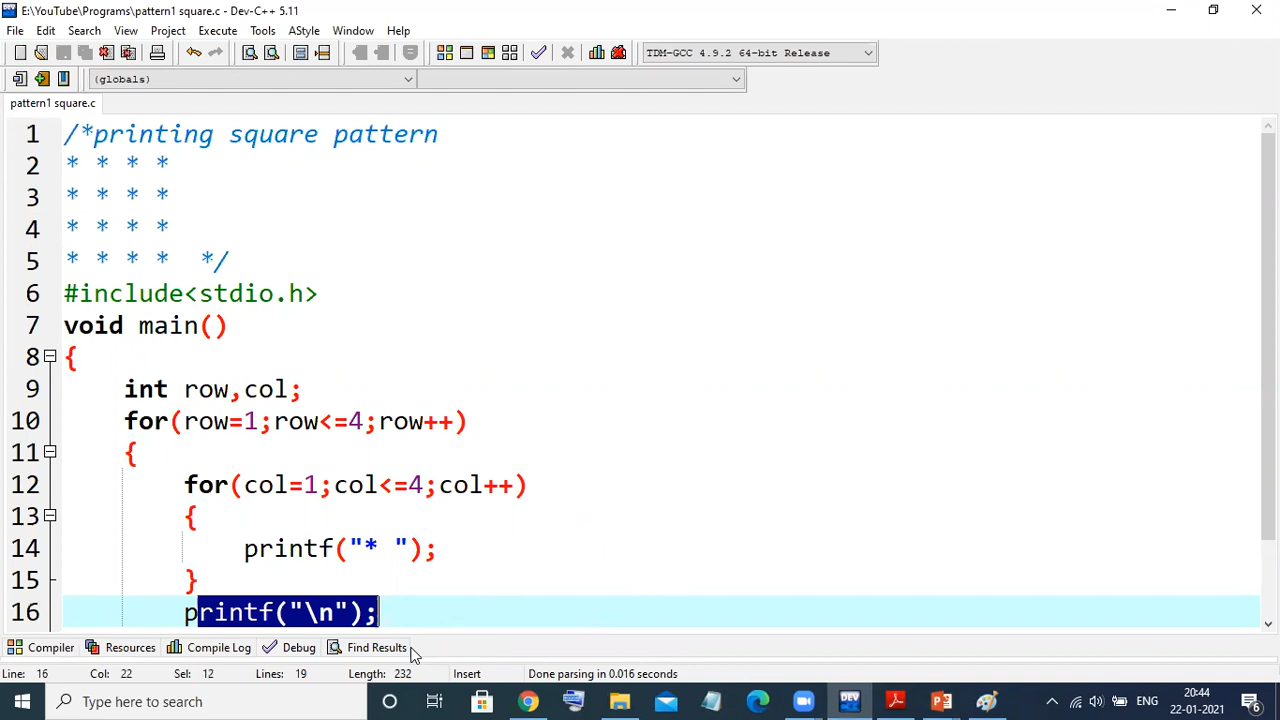 E:\YouTube\Programs\pattern1 square.c - Dev-C++ 5.11
File Edit Search View Project Execute Tools AStyle Window Help
TDM-GCC 4.9.2 64-bit Release
(globals)
pattern1 square.c
1 /*printing square pattern
2 * * * *
3 * * * *
4 * * * *
5 * * * * */
6 #include<stdio.h>
7 void main()
8 {
9 int row,col;
10 for(row=1;row<=4;row++)
11 {
12 for(col=1;col<=4;col++)
13 {
14 printf("* ");
15 }
16 printf("\n");
Compiler Resources Compile Log Debug Find Results
Line: 16 Col: 22 Sel: 12 Lines: 19 Length: 232 Insert Done parsing in 0.016 seconds
Type here to search DEV ENG 20:44
22-01-2021 6